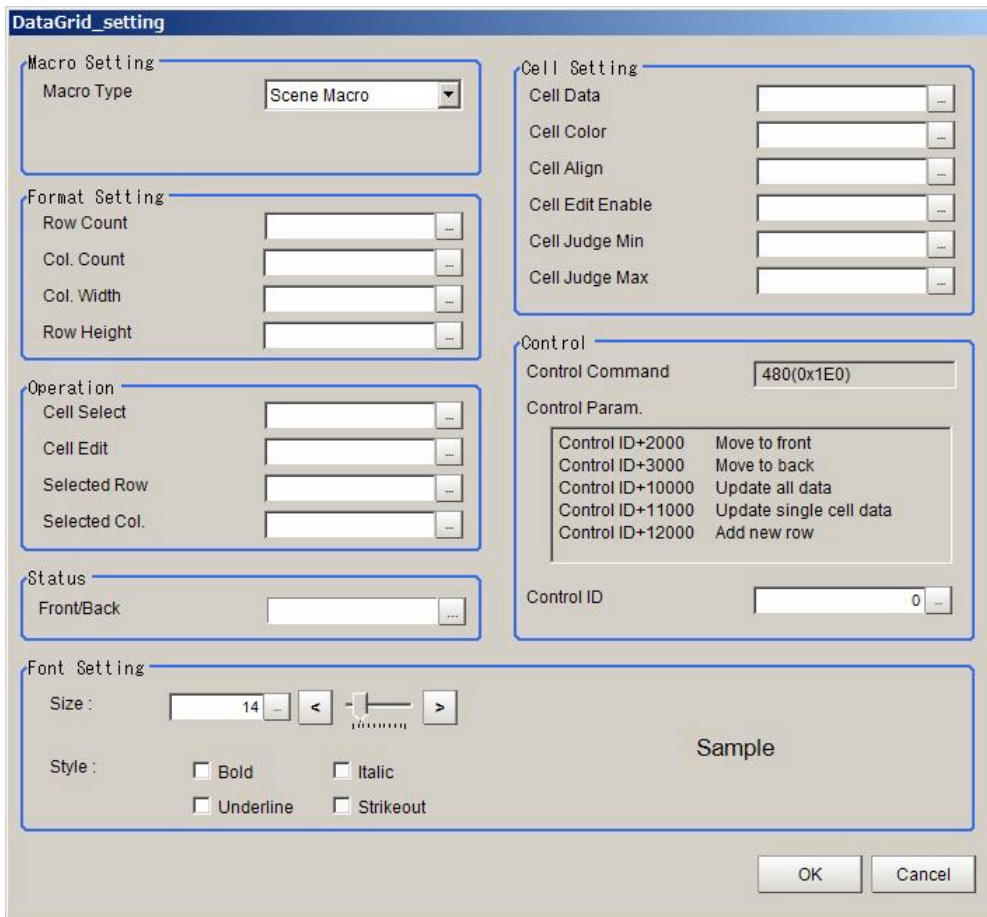 DataGrid_setting
Macro Setting
Macro Type
Scene Macro
Format Setting
Row Count
...
Col. Count
...
Col. Width
...
Row Height
...
Operation
Cell Select
...
Cell Edit
...
Selected Row
...
Selected Col.
...
Status
Front/Back
...
Cell Setting
Cell Data
...
Cell Color
...
Cell Align
...
Cell Edit Enable
...
Cell Judge Min
...
Cell Judge Max
...
Control
Control Command
480(0x1E0)
Control Param.
Control ID+2000 Move to front
Control ID+3000 Move to back
Control ID+10000 Update all data
Control ID+11000 Update single cell data
Control ID+12000 Add new row
Control ID
0 ...
Font Setting
Size :
14 ... < >
Style :
Bold
Italic
Underline
Strikeout
Sample
OK
Cancel